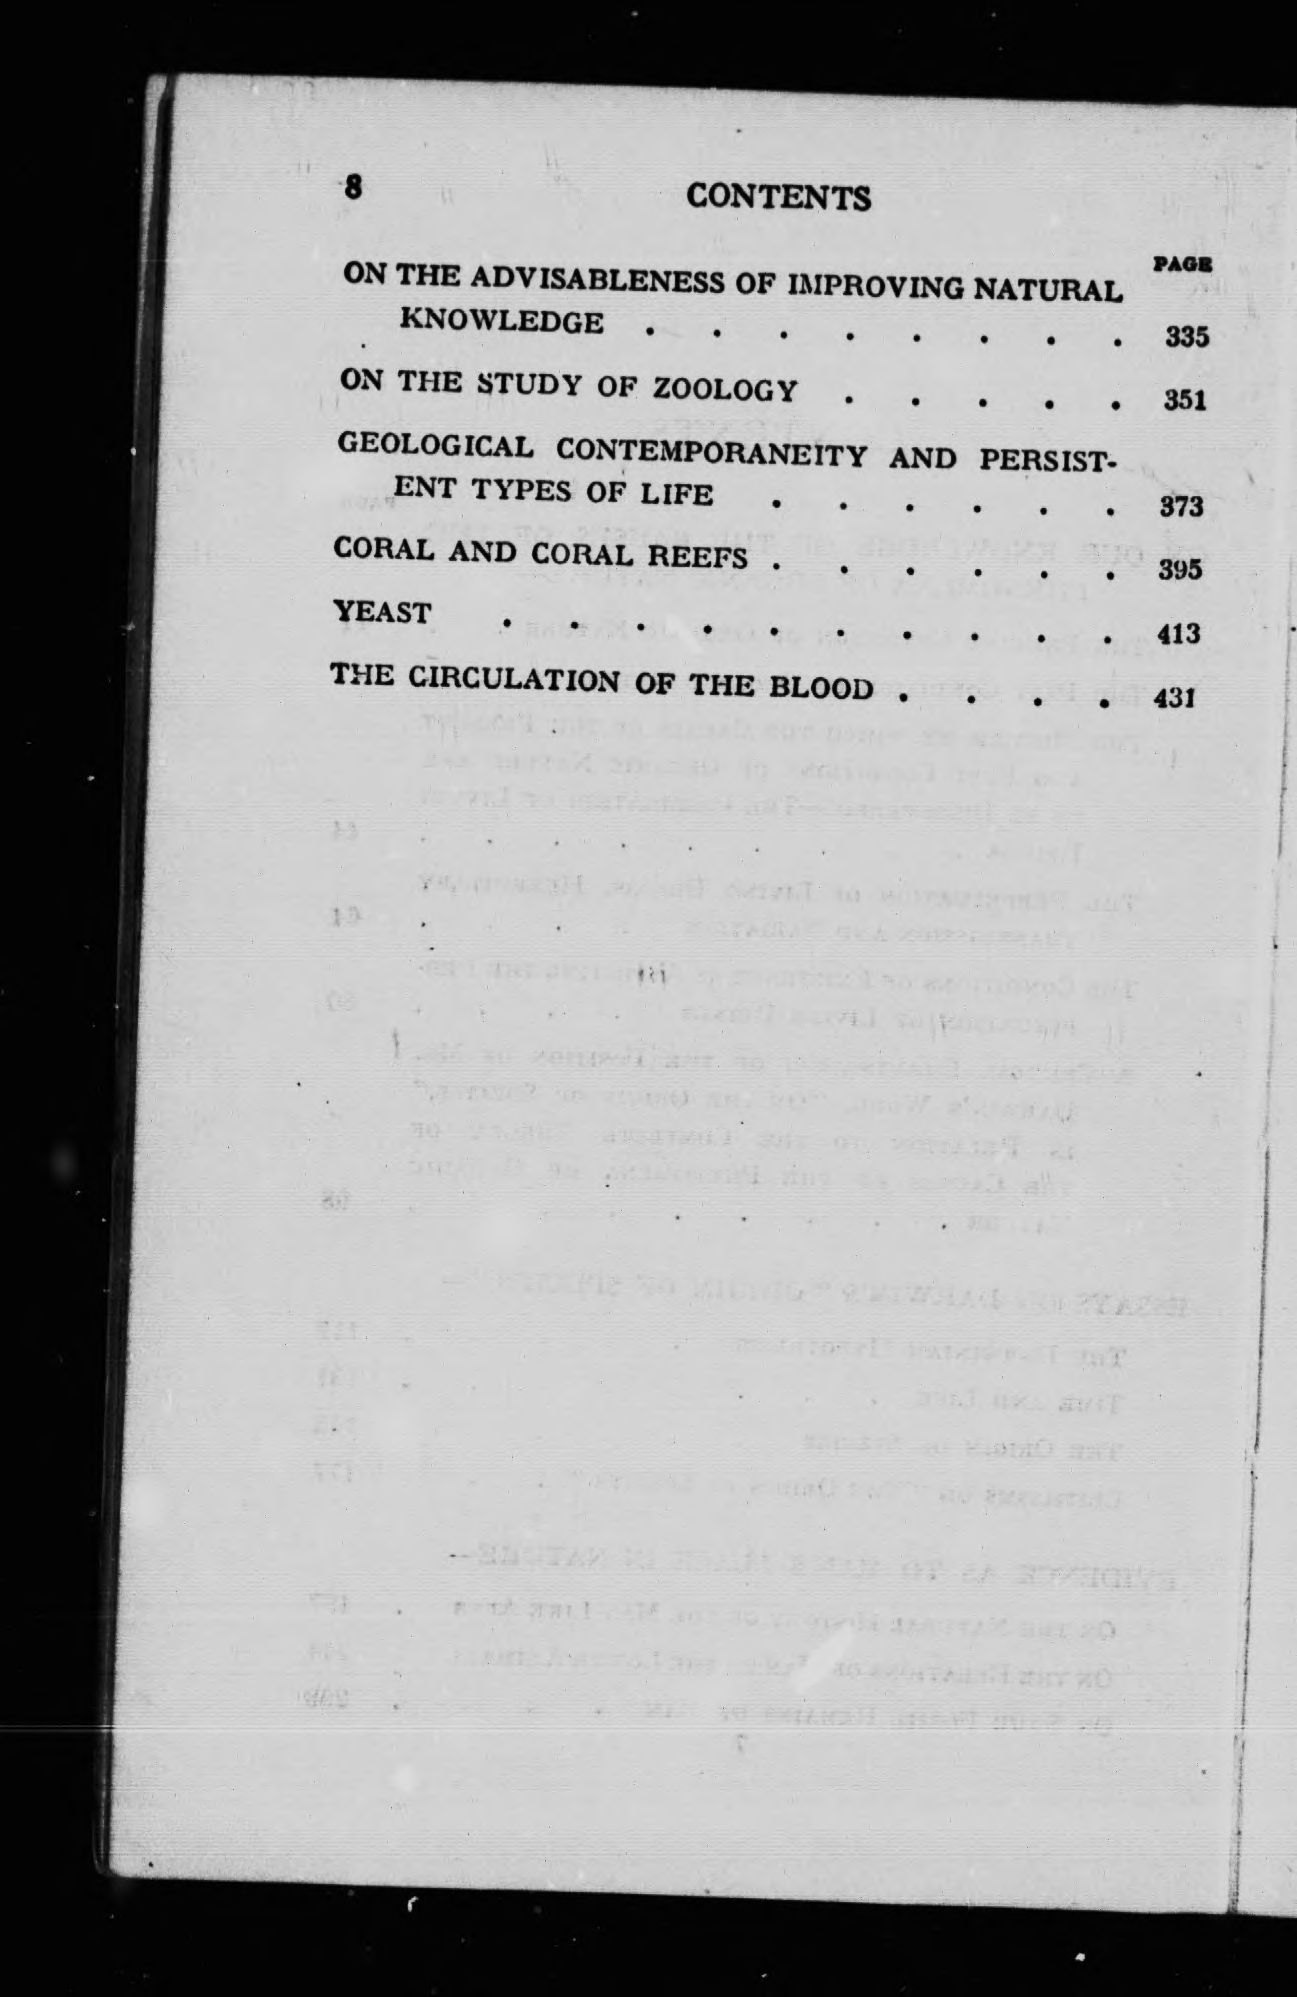 8 CONTENTS
PAGE
ON THE ADVISABLENESS OF IMPROVING NATURAL
KNOWLEDGE . . . . . . . . 335
ON THE STUDY OF ZOOLOGY . . . . . 351
GEOLOGICAL CONTEMPORANEITY AND PERSIST-
ENT TYPES OF LIFE . . . . . . 373
CORAL AND CORAL REEFS . . . . . . 395
YEAST . . . . . . . . . . 413
THE CIRCULATION OF THE BLOOD . . . . 431